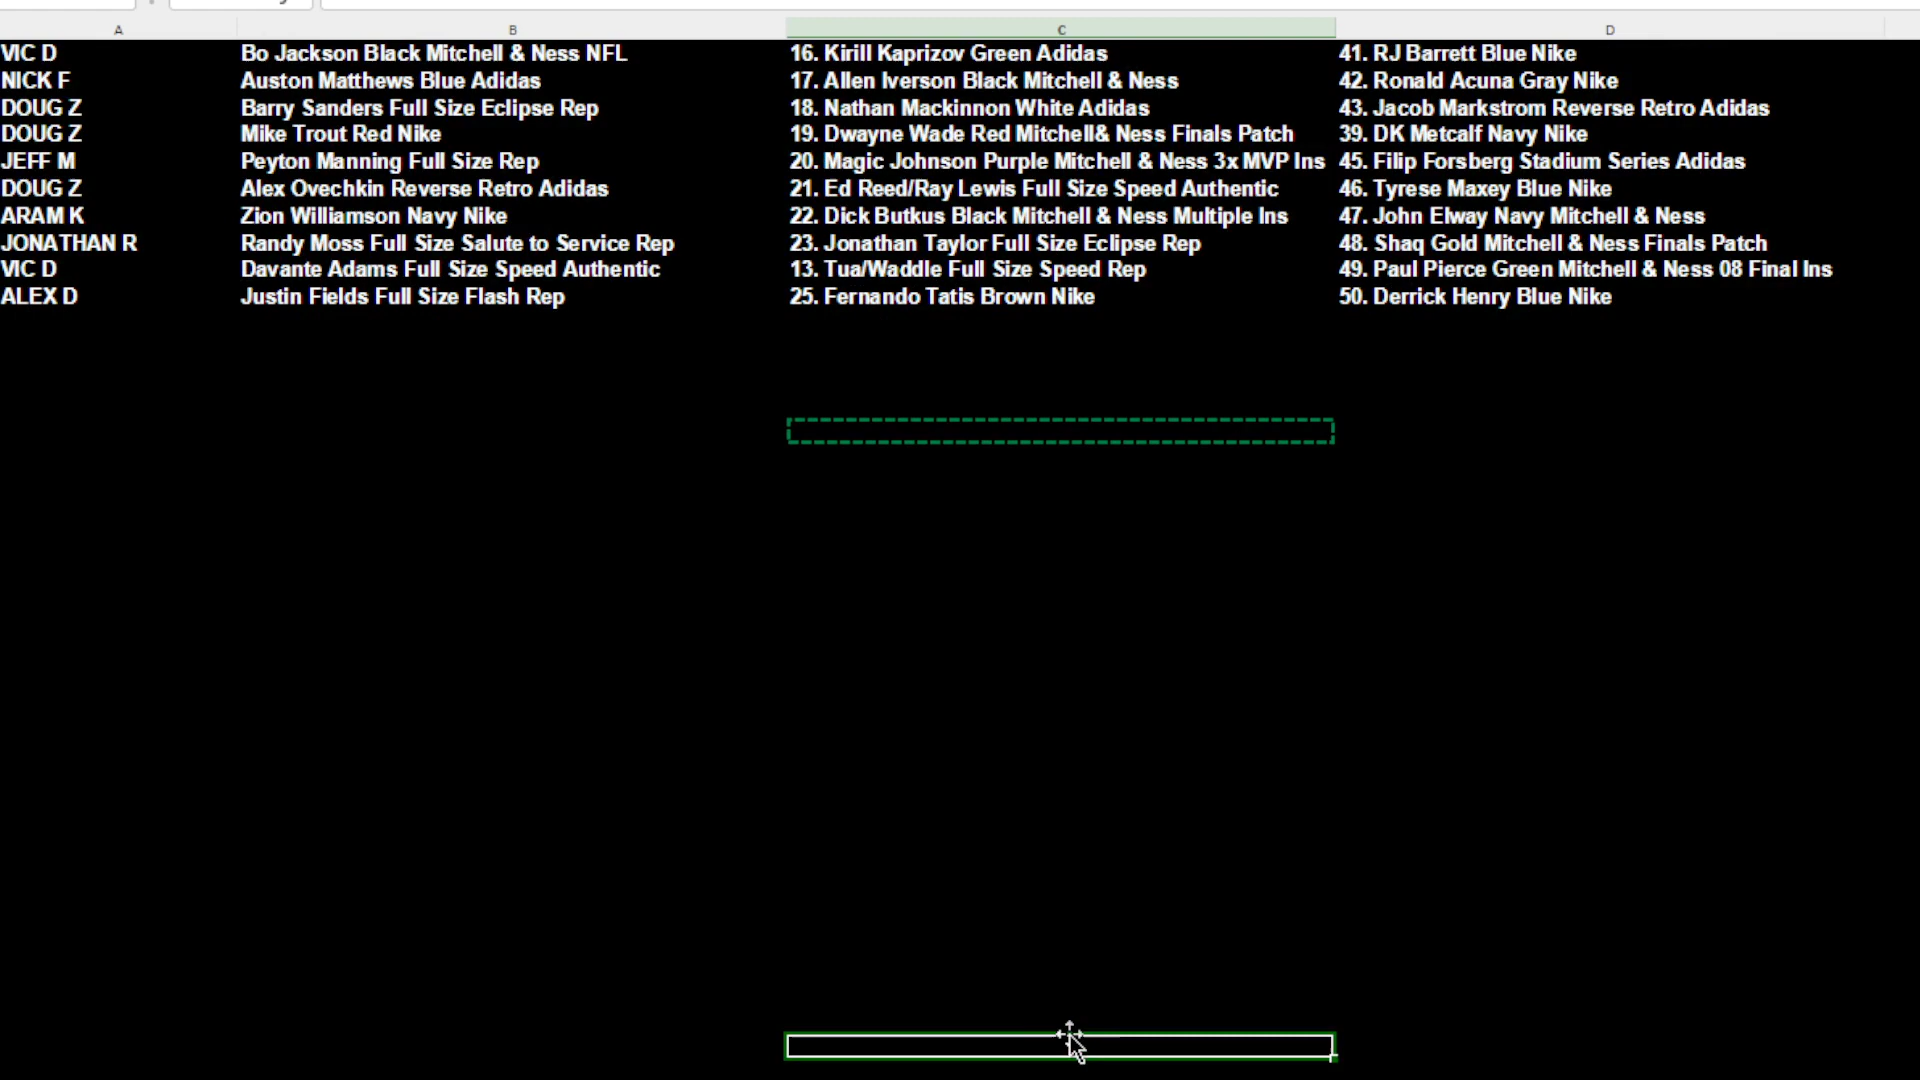 A B C D
VIC D Bo Jackson Black Mitchell & Ness NFL 16. Kirill Kaprizov Green Adidas 41. RJ Barrett Blue Nike
NICK F Auston Matthews Blue Adidas 17. Allen Iverson Black Mitchell & Ness 42. Ronald Acuna Gray Nike
DOUG Z Barry Sanders Full Size Eclipse Rep 18. Nathan Mackinnon White Adidas 43. Jacob Markstrom Reverse Retro Adidas
DOUG Z Mike Trout Red Nike 19. Dwayne Wade Red Mitchell& Ness Finals Patch 39. DK Metcalf Navy Nike
JEFF M Peyton Manning Full Size Rep 20. Magic Johnson Purple Mitchell & Ness 3x MVP Ins 45. Filip Forsberg Stadium Series Adidas
DOUG Z Alex Ovechkin Reverse Retro Adidas 21. Ed Reed/Ray Lewis Full Size Speed Authentic 46. Tyrese Maxey Blue Nike
ARAM K Zion Williamson Navy Nike 22. Dick Butkus Black Mitchell & Ness Multiple Ins 47. John Elway Navy Mitchell & Ness
JONATHAN R Randy Moss Full Size Salute to Service Rep 23. Jonathan Taylor Full Size Eclipse Rep 48. Shaq Gold Mitchell & Ness Finals Patch
VIC D Davante Adams Full Size Speed Authentic 13. Tua/Waddle Full Size Speed Rep 49. Paul Pierce Green Mitchell & Ness 08 Final Ins
ALEX D Justin Fields Full Size Flash Rep 25. Fernando Tatis Brown Nike 50. Derrick Henry Blue Nike